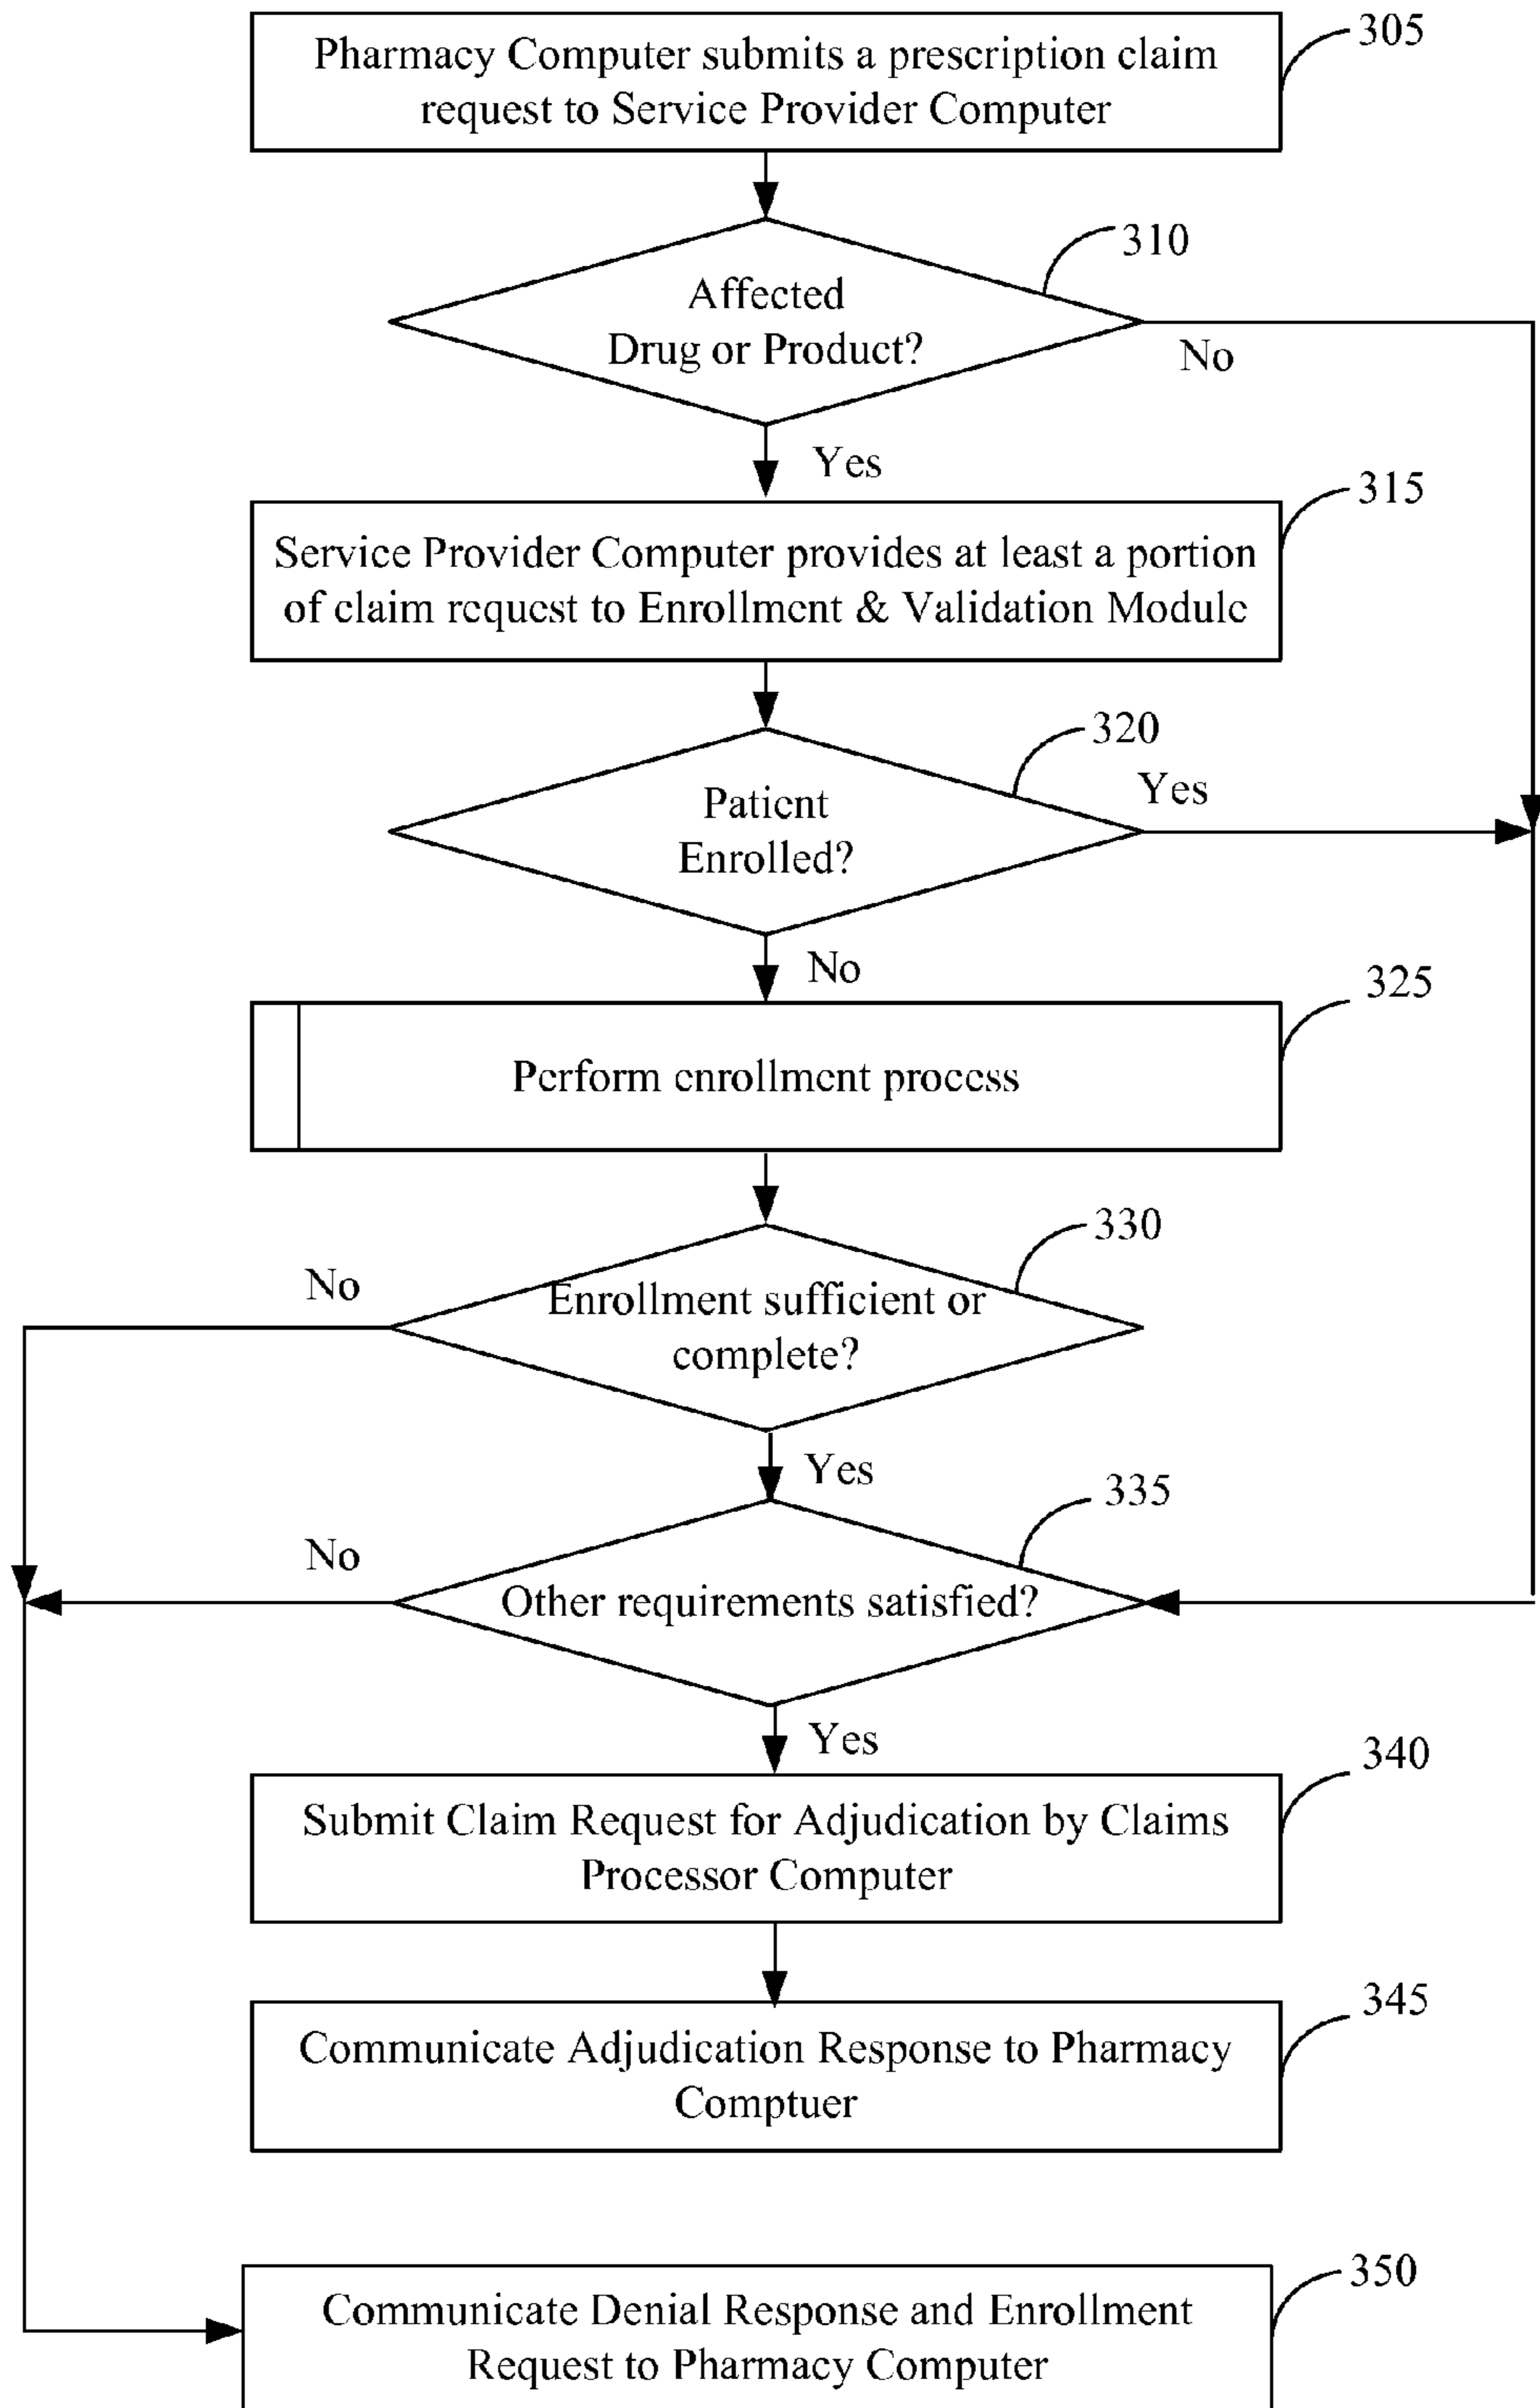 Pharmacy Computer submits a prescription claim
request to Service Provider Computer
305
310
Affected
Drug or Product?
No
Yes
315
Service Provider Computer provides at least a portion
of claim request to Enrollment & Validation Module
320
Yes
Patient
Enrolled?
No
325
Perform enrollment process
330
No
Enrollment sufficient or
complete?
Yes
335
No
Other requirements satisfied?
Yes
340
Submit Claim Request for Adjudication by Claims
Processor Computer
345
Communicate Adjudication Response to Pharmacy
Comptuer
350
Communicate Denial Response and Enrollment
Request to Pharmacy Computer